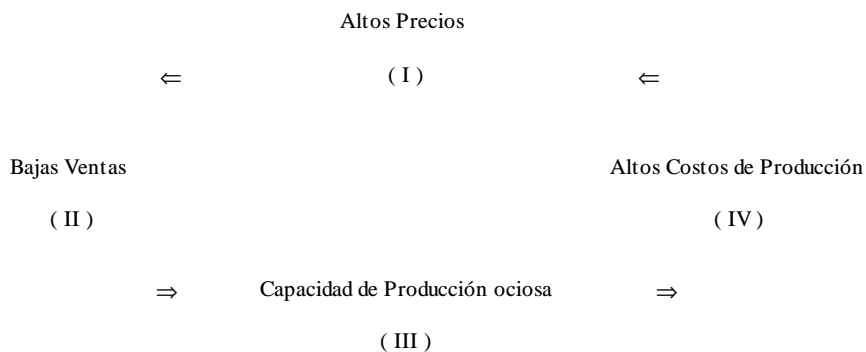 Altos Precios
⇐ ( I ) ⇐
Bajas Ventas Altos Costos de Producción
( II ) ( IV )
⇒ Capacidad de Producción ociosa ⇒
( III )